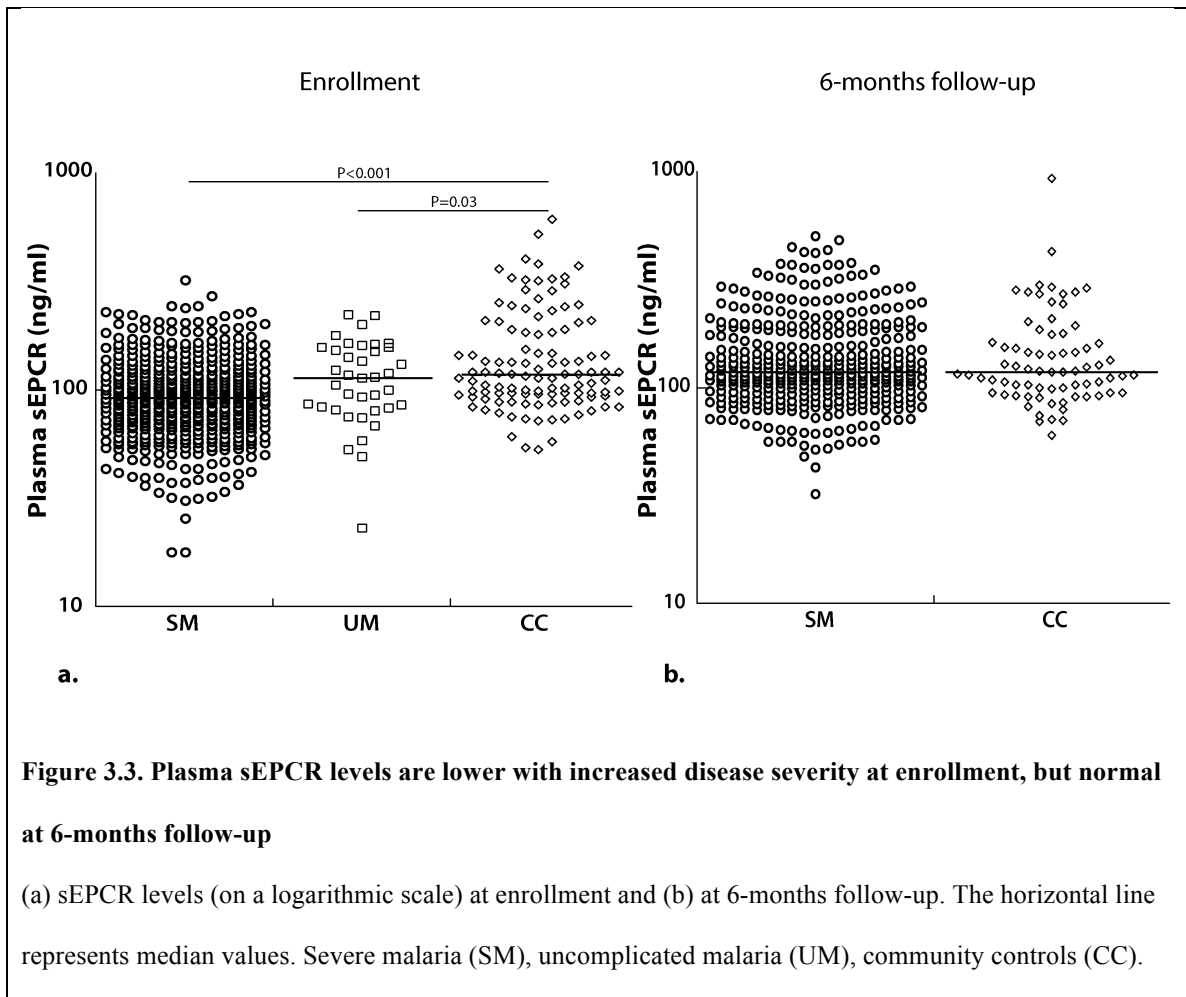 Enrollment
6-months follow-up
1000
P<0.001
P=0.03
Plasma sEPCR (ng/ml)
100
10
SM
UM
CC
a.
1000
Plasma sEPCR (ng/ml)
100
10
SM
CC
b.
Figure 3.3. Plasma sEPCR levels are lower with increased disease severity at enrollment, but normal
at 6-months follow-up
(a) sEPCR levels (on a logarithmic scale) at enrollment and (b) at 6-months follow-up. The horizontal line
represents median values. Severe malaria (SM), uncomplicated malaria (UM), community controls (CC).